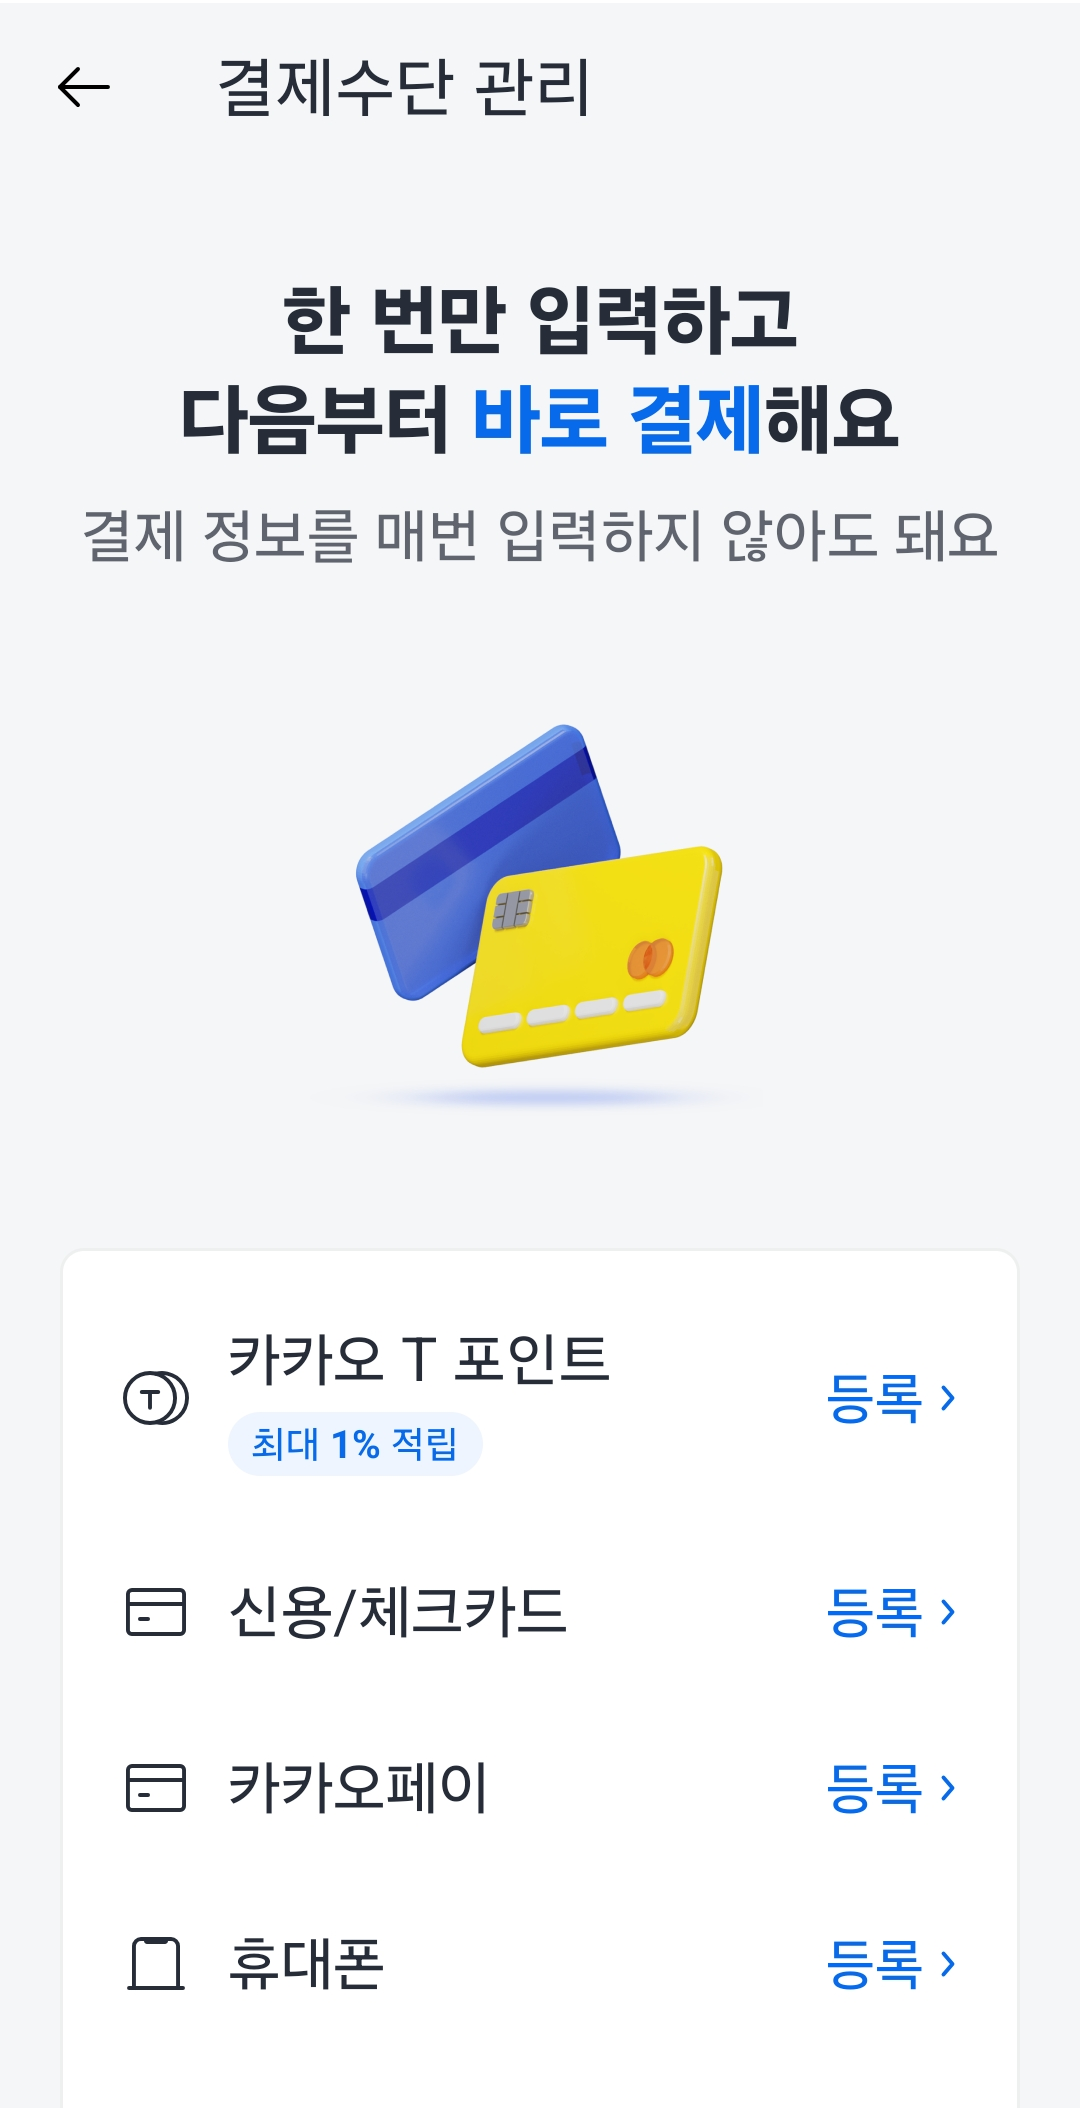 결제수단 관리
한 번만 입력하고
다음부터 바로 결제해요
결제 정보를 매번 입력하지 않아도 돼요
카카오 T 포인트
등록
최대 1% 적립
신용/체크카드
등록
카카오페이
등록
휴대폰
등록